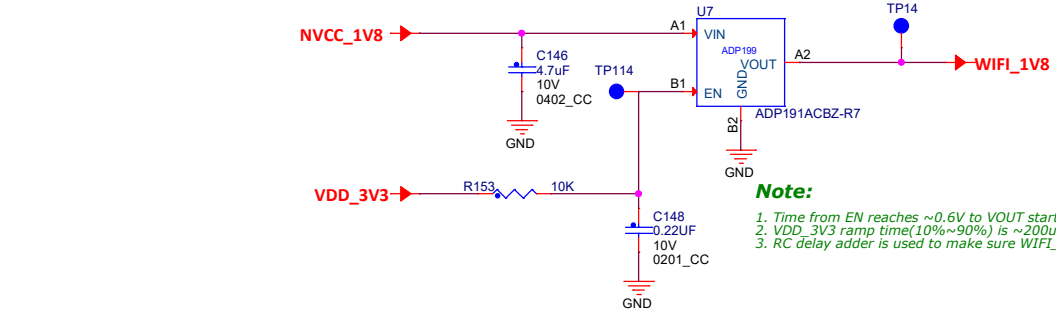 U7
TP14
NVCC_1V8
A1
VIN
ADP199
VOUT
A2
WIFI_1V8
C146
4.7uF
10V
0402_CC
TP114
B1
EN
GND
B2
ADP191ACBZ-R7
GND
GND
VDD_3V3
R153
10K
Note:
1. Time from EN reaches ~0.6V to VOUT start
2. VDD_3V3 ramp time(10%~90%) is ~200u
3. RC delay adder is used to make sure WIFI_
C148
0.22UF
10V
0201_CC
GND